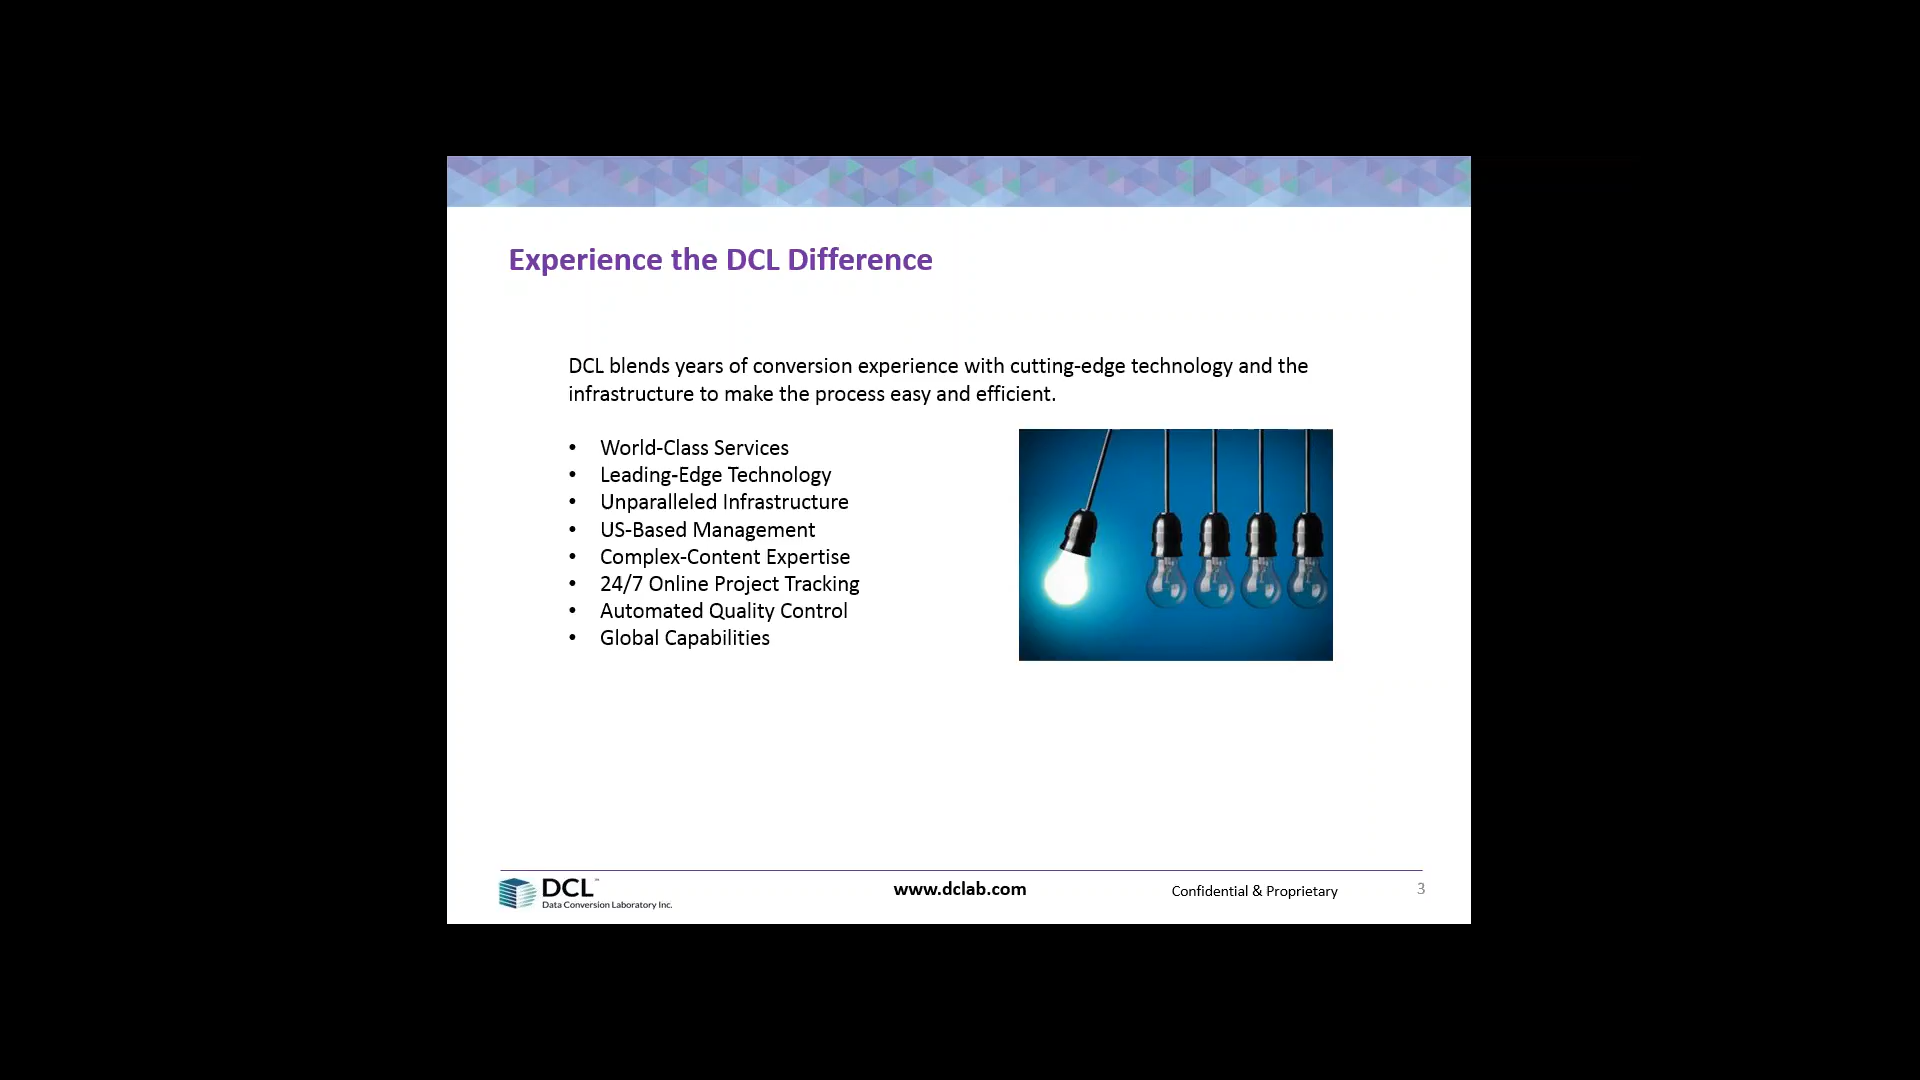 Experience the DCL Difference
DCL blends years of conversion experience with cutting-edge technology and the
infrastructure to make the process easy and efficient.
• World-Class Services
• Leading-Edge Technology
• Unparalleled Infrastructure
• US-Based Management
• Complex-Content Expertise
• 24/7 Online Project Tracking
• Automated Quality Control
• Global Capabilities
DCL™
Data Conversion Laboratory Inc.
www.dclab.com
Confidential & Proprietary
3